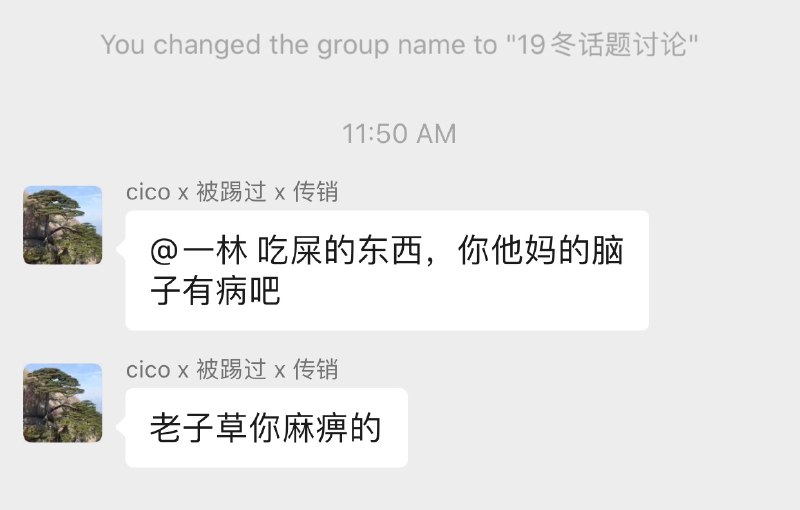 You changed the group name to "19冬话题讨论"
11:50 AM
cico x 被踢过 x 传销
@一林 吃屎的东西，你他妈的脑
子有病吧
cico x 被踢过 x 传销
老子草你麻痹的